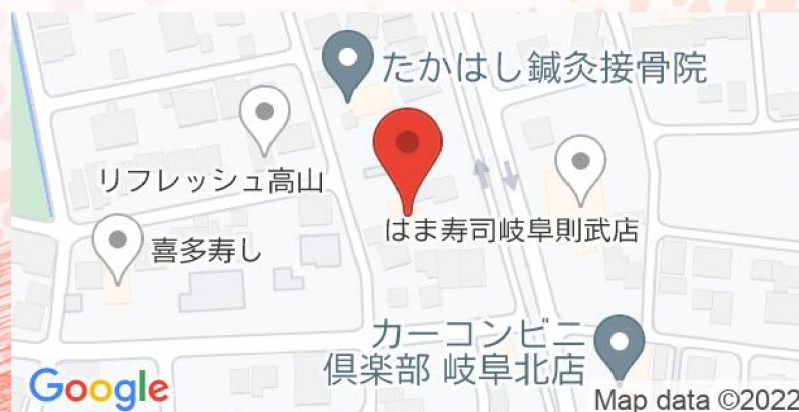 たかはし鍼灸接骨院
リフレッシュ高山
はま寿司岐阜則武店
喜多寿し
カーコンビニ
倶楽部 岐阜北店
Google
Map data ©2022